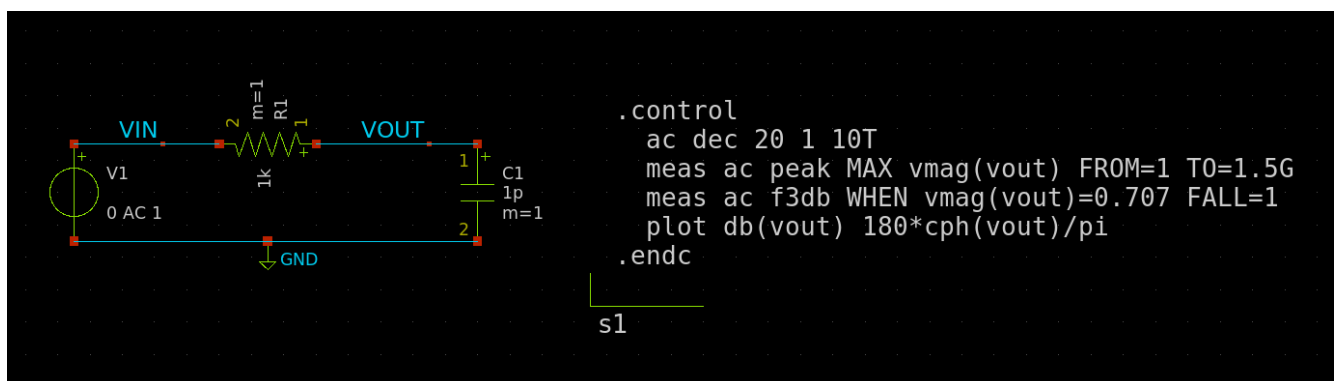 VIN
2
m=1
R1
1
+
1k
VOUT
+
V1
0 AC 1
1
+
C1
1p
m=1
2
GND
.control
ac dec 20 1 10T
meas ac peak MAX vmag(vout) FROM=1 TO=1.5G
meas ac f3db WHEN vmag(vout)=0.707 FALL=1
plot db(vout) 180*cph(vout)/pi
.endc
s1